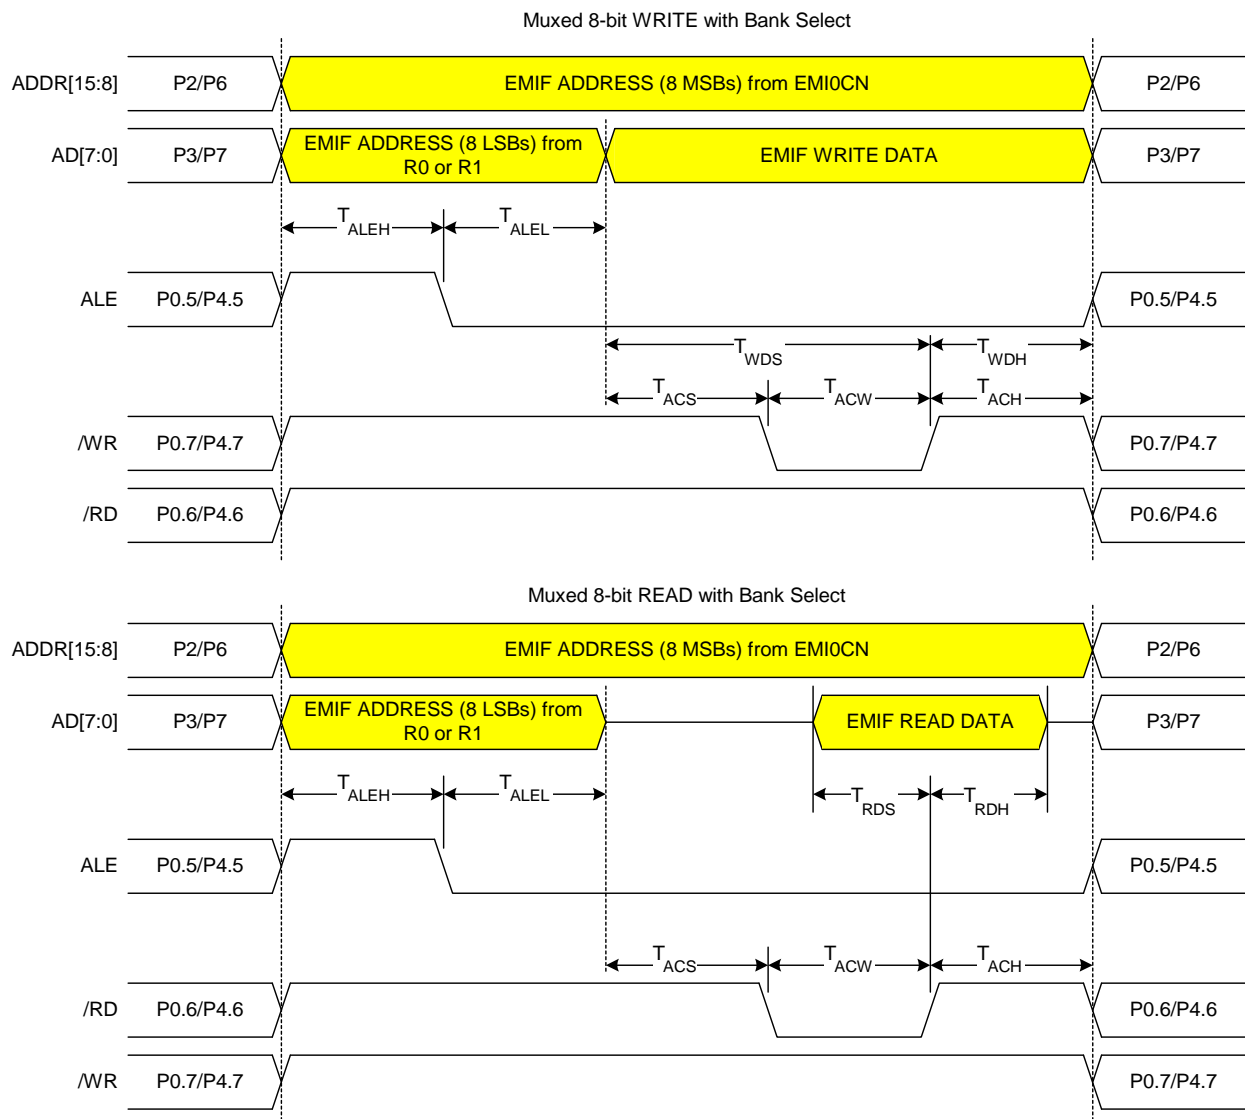 Muxed 8-bit WRITE with Bank Select
ADDR[15:8] P2/P6 EMIF ADDRESS (8 MSBs) from EMI0CN P2/P6
AD[7:0] P3/P7 EMIF ADDRESS (8 LSBs) from
R0 or R1 EMIF WRITE DATA P3/P7
TALEH TALEL
ALE P0.5/P4.5 P0.5/P4.5
TWDS TWDH
TACS TACW TACH
/WR P0.7/P4.7 P0.7/P4.7
/RD P0.6/P4.6 P0.6/P4.6
Muxed 8-bit READ with Bank Select
ADDR[15:8] P2/P6 EMIF ADDRESS (8 MSBs) from EMI0CN P2/P6
AD[7:0] P3/P7 EMIF ADDRESS (8 LSBs) from
R0 or R1 EMIF READ DATA P3/P7
TALEH TALEL TRDS TRDH
ALE P0.5/P4.5 P0.5/P4.5
TACS TACW TACH
/RD P0.6/P4.6 P0.6/P4.6
/WR P0.7/P4.7 P0.7/P4.7